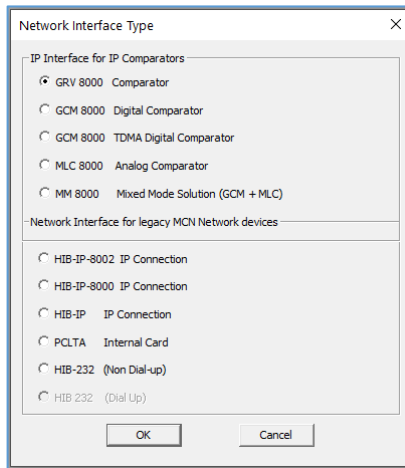 Network Interface Type
IP Interface for IP Comparators
GRV 8000 Comparator
GCM 8000 Digital Comparator
GCM 8000 TDMA Digital Comparator
MLC 8000 Analog Comparator
MM 8000 Mixed Mode Solution (GCM + MLC)
Network Interface for legacy MCN Network devices
HIB-IP-8002 IP Connection
HIB-IP-8000 IP Connection
HIB-IP IP Connection
PCLTA Internal Card
HIB-232 (Non Dial-up)
HIB 232 (Dial Up)
OK Cancel